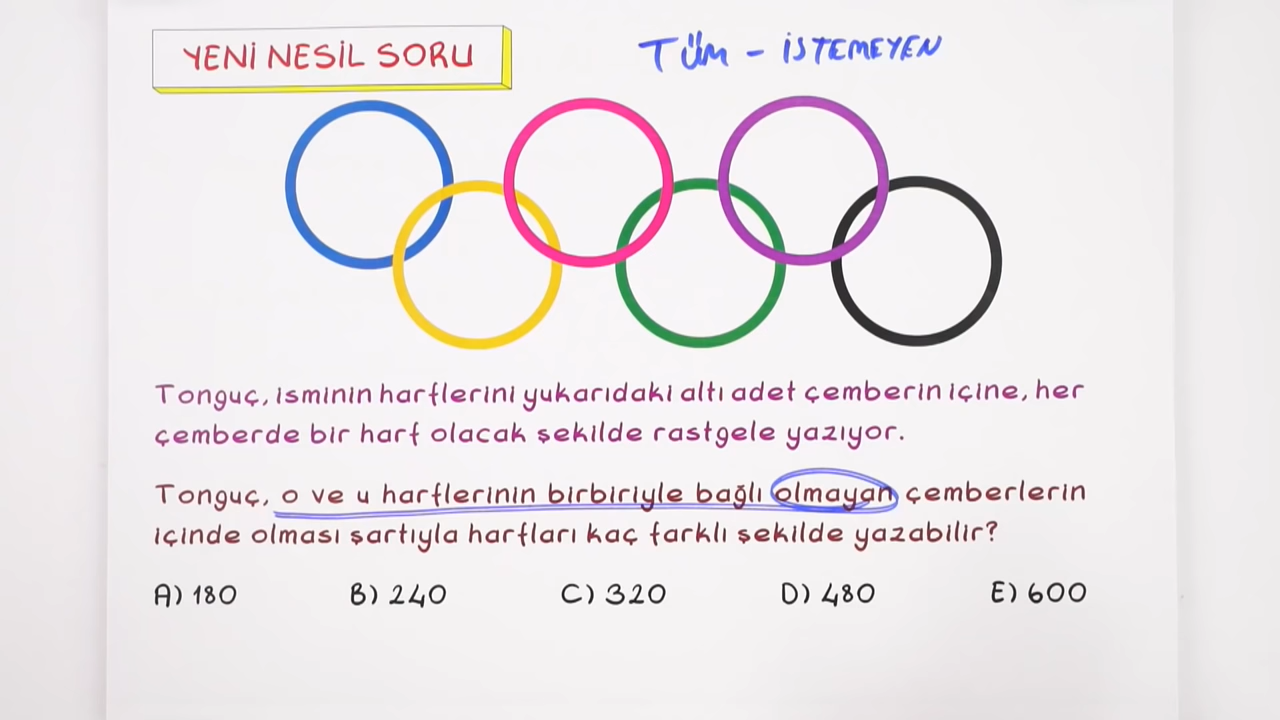 YENİ NESİL SORU
TÜM - İSTEMEYEN
Tonguç, isminin harflerini yukarıdaki altı adet çemberin içine, her
çemberde bir harf olacak şekilde rastgele yazıyor.
Tonguç, o ve u harflerinin birbiriyle bağlı olmayan çemberlerin
içinde olması şartıyla harfları kaç farklı şekilde yazabilir?
A) 180 B) 240 C) 320 D) 480 E) 600